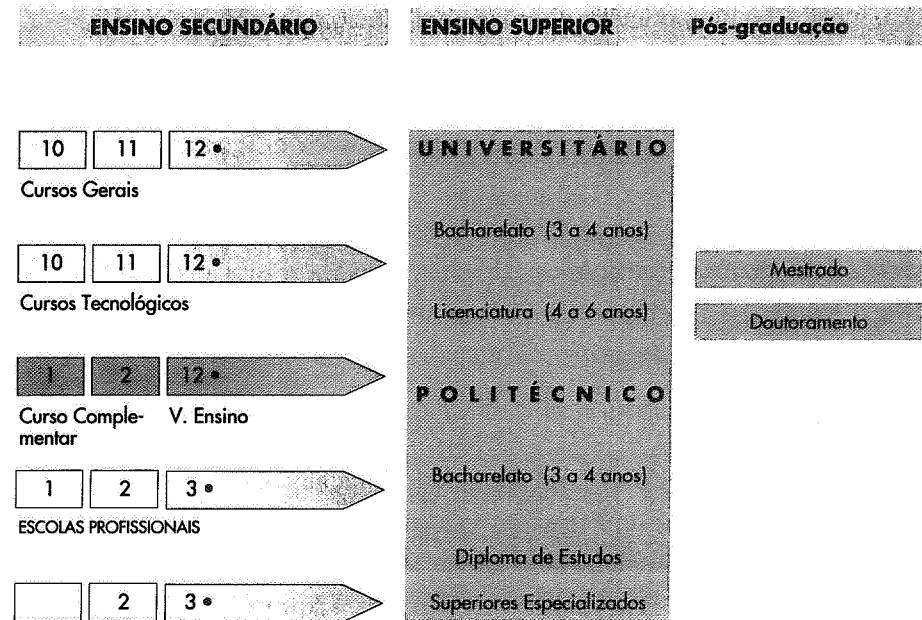 ENSINO SECUNDÁRIO
ENSINO SUPERIOR
Pós-graduação
10 11 12 •
Cursos Gerais
10 11 12 •
Cursos Tecnológicos
1 2 12 •
Curso Comple-
mentar
V. Ensino
1 2 3 •
ESCOLAS PROFISSIONAIS
2 3 •
UNIVERSITÁRIO
Bacharelato (3 a 4 anos)
Licenciatura (4 a 6 anos)
POLITÉCNICO
Bacharelato (3 a 4 anos)
Diploma de Estudos
Superiores Especializados
Mestrado
Doutoramento